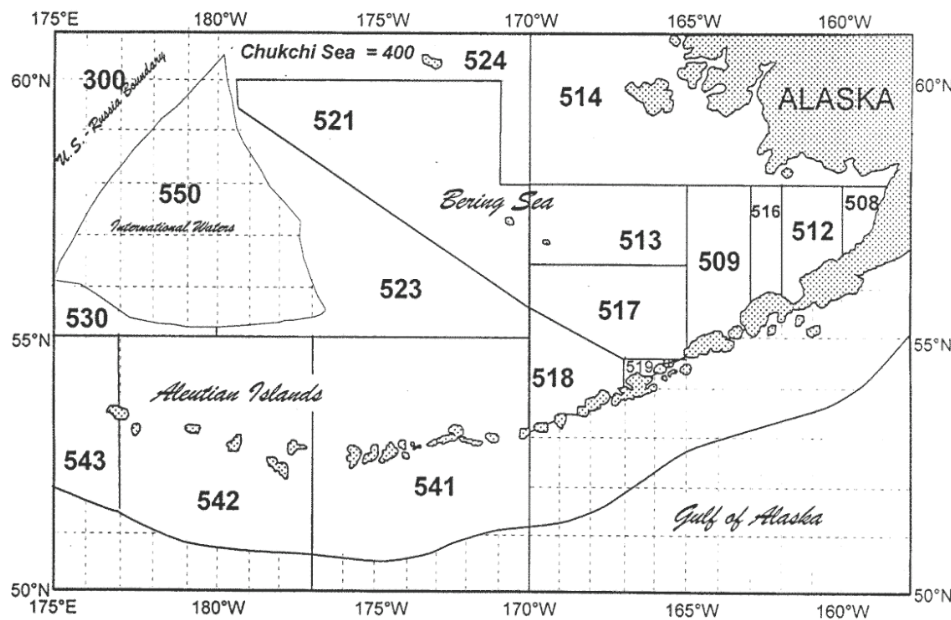 175°E 180°W 175°W 170°W 165°W 160°W
Chukchi Sea = 400
524
60°N
300
60°N
U.S. - Russia Boundary
514
ALASKA
521
550
Bering Sea
International Waters
516
508
513
512
509
523
517
530
55°N
55°N
519
518
Aleutian Islands
543
542
541
Gulf of Alaska
50°N
50°N
175°E 180°W 175°W 170°W 165°W 160°W